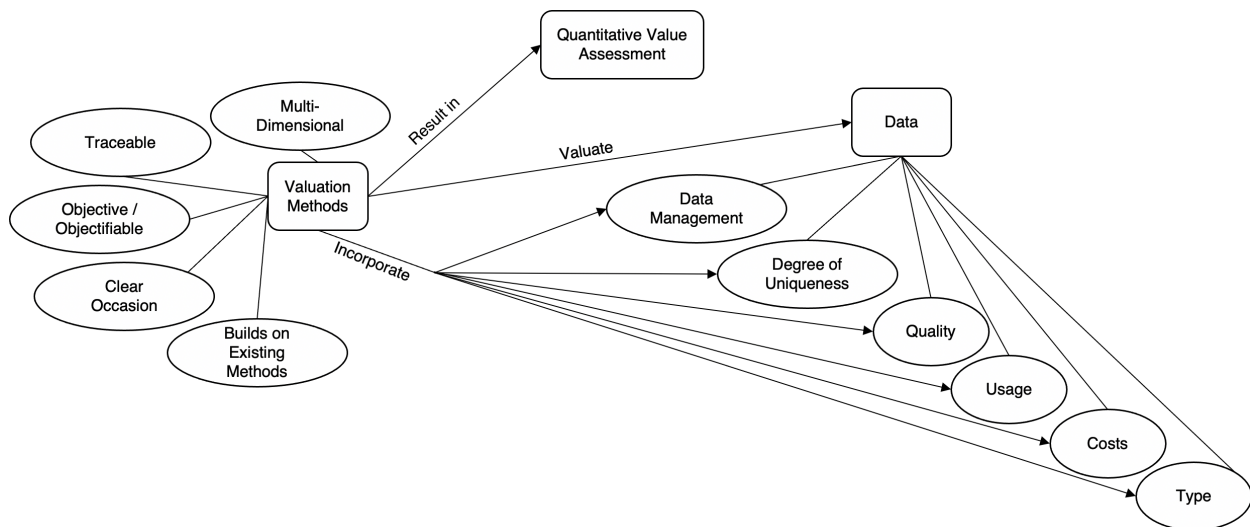 Quantitative Value
Assessment
Multi-
Dimensional
Traceable
Result in
Data
Valuate
Valuation
Methods
Objective /
Objectifiable
Data
Management
Incorporate
Degree of
Uniqueness
Clear
Occasion
Builds on
Existing
Methods
Quality
Usage
Costs
Type